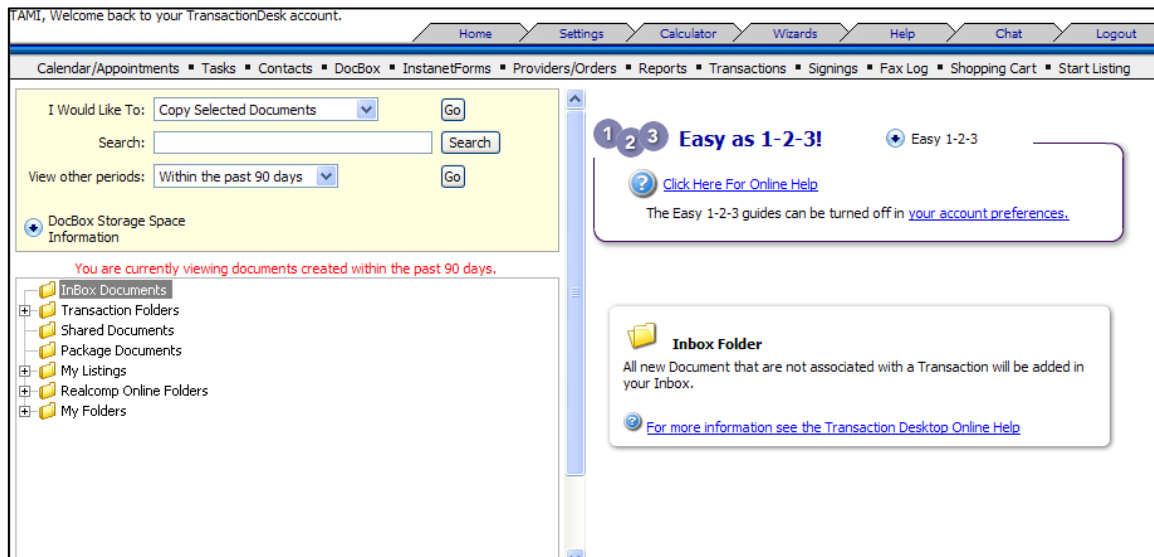 TAMI, Welcome back to your TransactionDesk account.
Home Settings Calculator Wizards Help Chat Logout
Calendar/Appointments ▪ Tasks ▪ Contacts ▪ DocBox ▪ InstanetForms ▪ Providers/Orders ▪ Reports ▪ Transactions ▪ Signings ▪ Fax Log ▪ Shopping Cart ▪ Start Listing
I Would Like To: Copy Selected Documents Go
Search: Search
View other periods: Within the past 90 days Go
DocBox Storage Space
Information
You are currently viewing documents created within the past 90 days.
InBox Documents
Transaction Folders
Shared Documents
Package Documents
My Listings
Realcomp Online Folders
My Folders
1 2 3 Easy as 1-2-3! Easy 1-2-3
Click Here For Online Help
The Easy 1-2-3 guides can be turned off in your account preferences.
Inbox Folder
All new Document that are not associated with a Transaction will be added in
your Inbox.
For more information see the Transaction Desktop Online Help